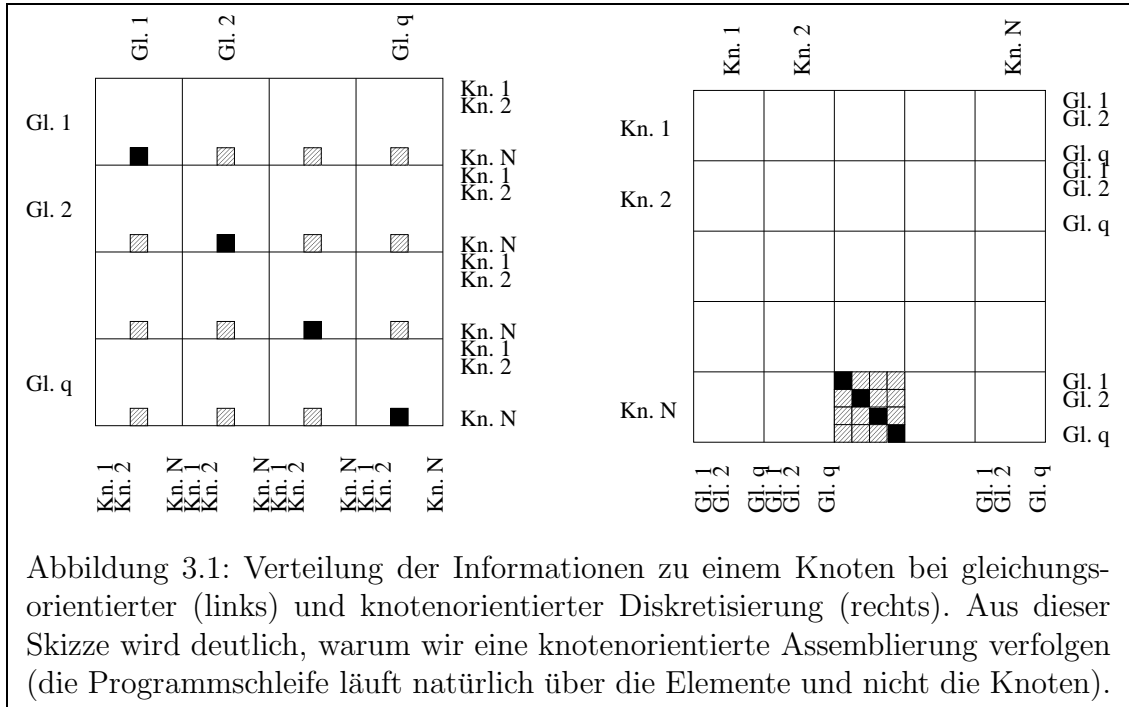 Gl. 1 Gl. 2 Gl. q
Gl. 1
Gl. 2
Gl. q
Kn. 1
Kn. 2
Kn. N
Kn. 1
Kn. 2
Kn. N
Kn. 1
Kn. 2
Kn. N
Kn. 1
Kn. 2
Kn. N
Kn. 1
Kn. 2
Kn. N
Kn. 1
Kn. 2
Kn. N
Kn. 1
Kn. 2
Kn. N
Kn. 1
Kn. 2
Kn. N
Kn. 1 Kn. 2 Kn. N
Kn. 1
Kn. 2
Kn. N
Gl. 1
Gl. 2
Gl. q
Gl. 1
Gl. 2
Gl. q
Gl. 1
Gl. 2
Gl. q
Gl. 1
Gl. 2
Gl. q
Gl. 1
Gl. 2
Gl. q
Gl. 1
Gl. 2
Gl. q
Abbildung 3.1: Verteilung der Informationen zu einem Knoten bei gleichungs-
orientierter (links) und knotenorientierter Diskretisierung (rechts). Aus dieser
Skizze wird deutlich, warum wir eine knotenorientierte Assemblierung verfolgen
(die Programmschleife läuft natürlich über die Elemente und nicht die Knoten).